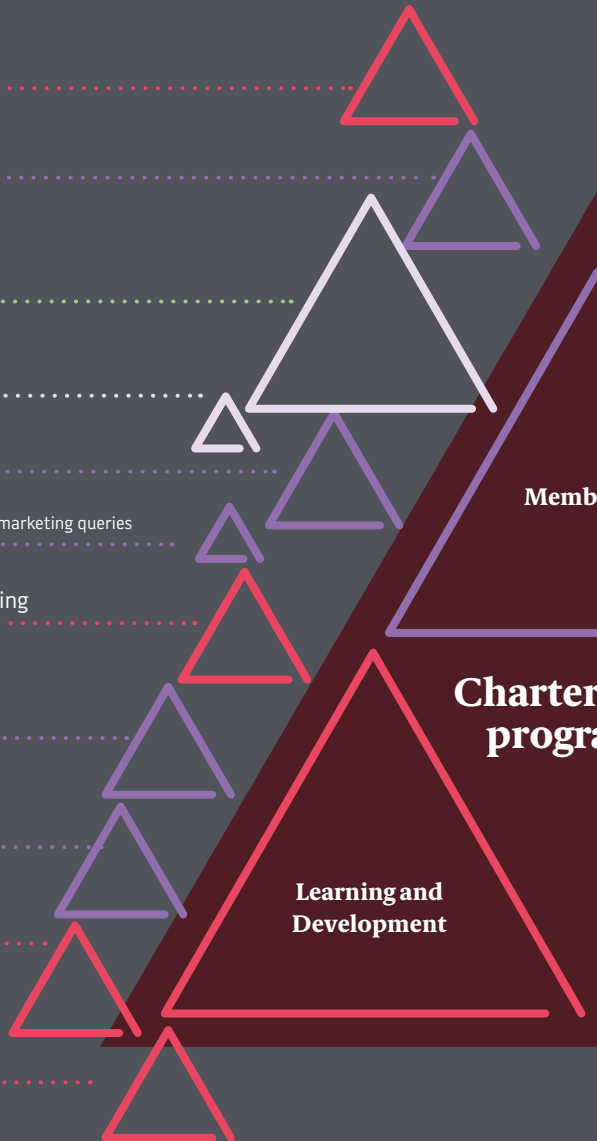 Memb
marketing queries
ing
Charter
progra
Learning and
Development